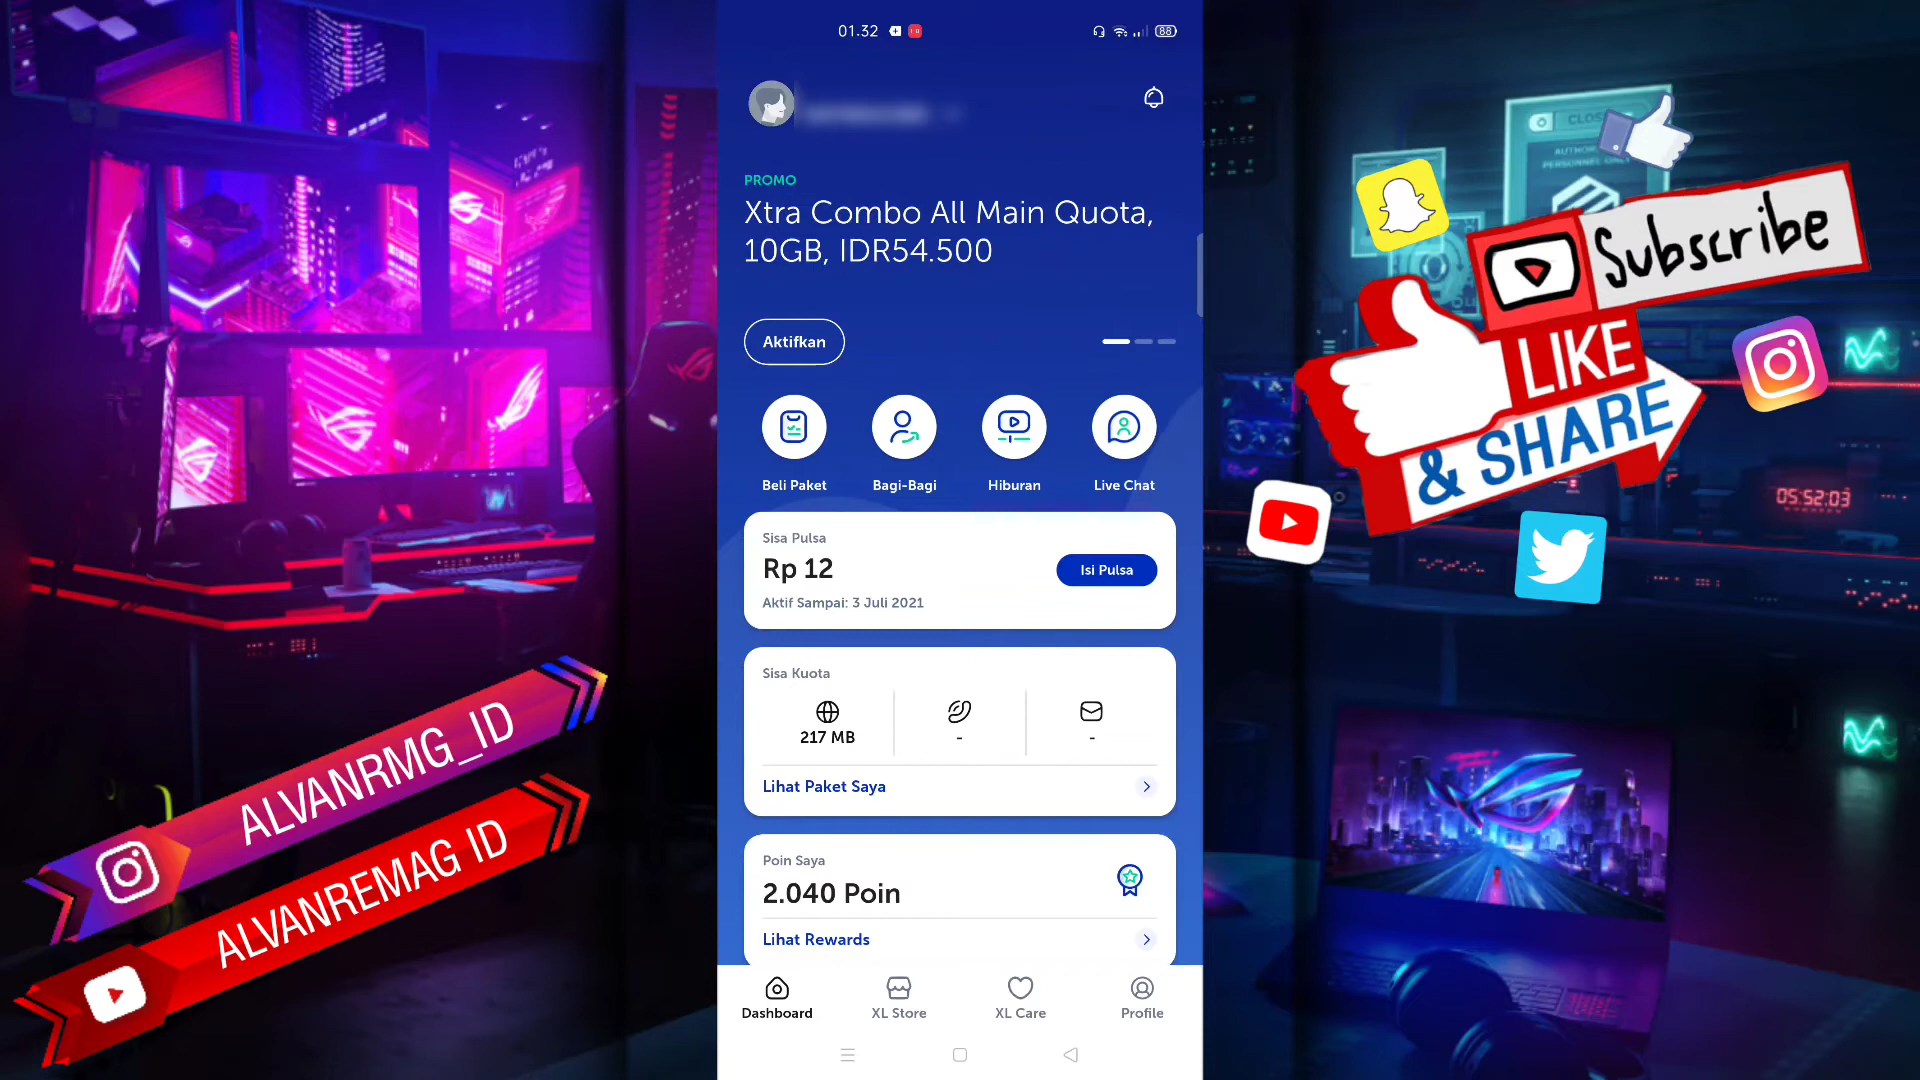 01.32
88
PROMO
Xtra Combo All Main Quota,
10GB, IDR54.500
Aktifkan
Beli Paket
Bagi-Bagi
Hiburan
Live Chat
Sisa Pulsa
Rp 12
Isi Pulsa
Aktif Sampai: 3 Juli 2021
Sisa Kuota
217 MB
-
-
Lihat Paket Saya
Poin Saya
2.040 Poin
Lihat Rewards
Dashboard
XL Store
XL Care
Profile
ALVANRMG_ID
ALVANREMAG ID
Subscribe
LIKE
& SHARE
05:52:03